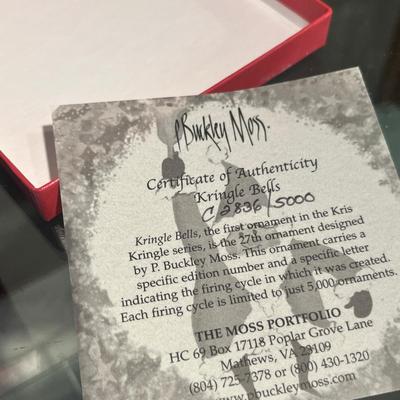 P Buckley Moss.
Certificate of Authenticity
Kringle Bells
C 2836/5000
Kringle Bells, the first ornament in the Kris
Kringle series, is the 27th ornament designed
by P. Buckley Moss. This ornament carries a
specific edition number and a specific letter
indicating the firing cycle in which it was created.
Each firing cycle is limited to just 5,000 ornaments.
THE MOSS PORTFOLIO
HC 69 Box 17118 Poplar Grove Lane
Mathews, VA 23109
(804) 725-7378 or (800) 430-1320
www.pbuckleymoss.com